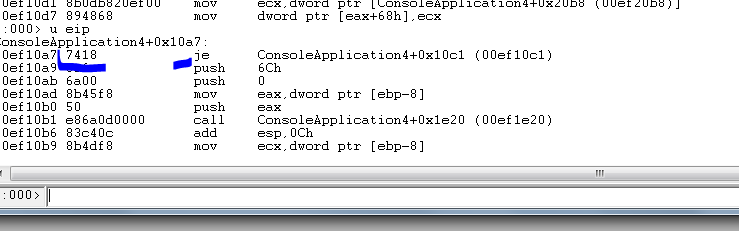 0ef10d1 8b0db820ef00 mov ecx,dword ptr [ConsoleApplication4+0x20b8 (00ef20b8)]
0ef10d7 894868 mov dword ptr [eax+68h],ecx
:000> u eip
ConsoleApplication4+0x10a7:
0ef10a7 7418 je ConsoleApplication4+0x10c1 (00ef10c1)
0ef10a9 push 6Ch
0ef10ab 6a00 push 0
0ef10ad 8b45f8 mov eax,dword ptr [ebp-8]
0ef10b0 50 push eax
0ef10b1 e86a0d0000 call ConsoleApplication4+0x1e20 (00ef1e20)
0ef10b6 83c40c add esp,0Ch
0ef10b9 8b4df8 mov ecx,dword ptr [ebp-8]
:000>